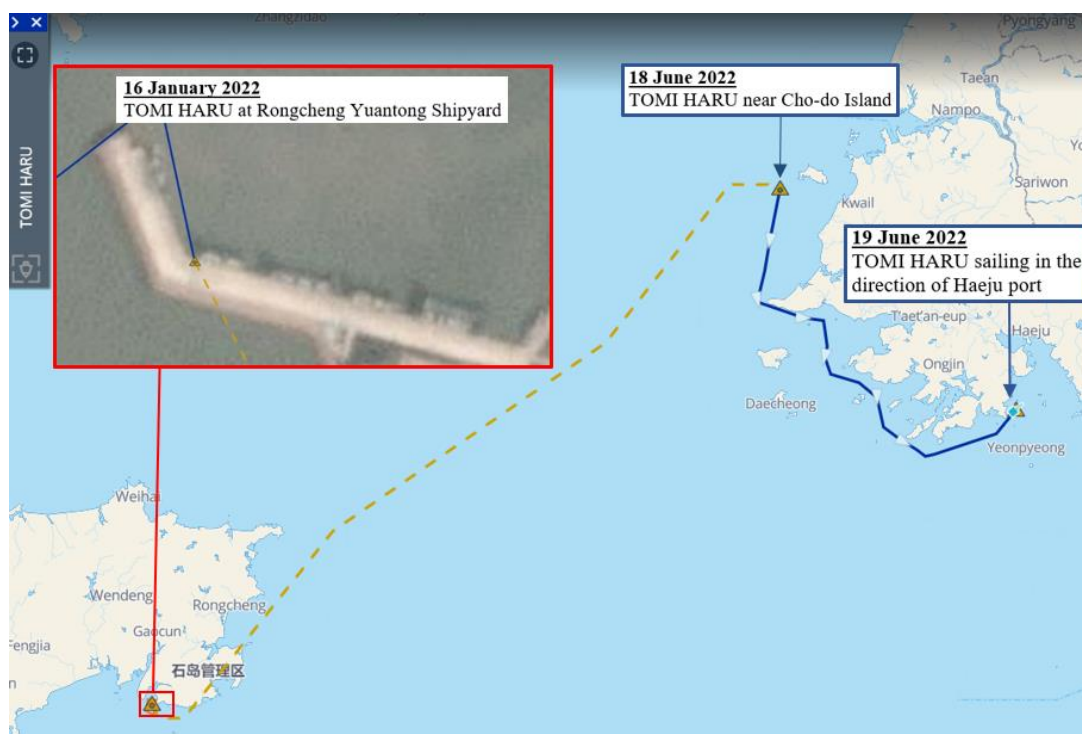 Zhangzidao
Pyongyang
TOMI HARU
16 January 2022
TOMI HARU at Rongcheng Yuantong Shipyard
18 June 2022
TOMI HARU near Cho-do Island
Taean
Nampo
Sariwon
Kwail
19 June 2022
TOMI HARU sailing in the
direction of Haeju port
T'aet'an-eup
Haeju
Ongjin
Daecheong
Yeonpyeong
Weihai
Wendeng
Rongcheng
Gaocun
Fengjia
石岛管理区